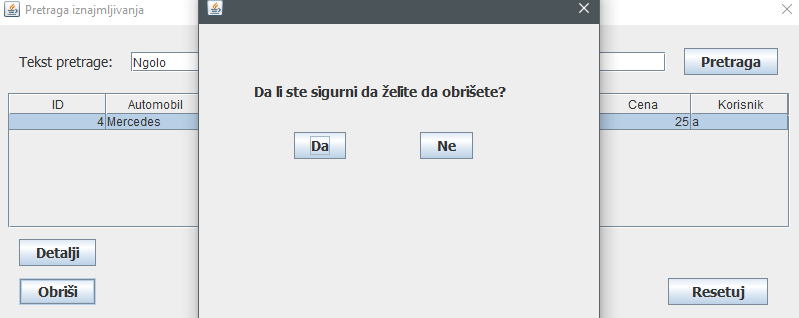 Pretraga iznajmljivanja
Tekst pretrage: Ngolo Pretraga
Da li ste sigurni da želite da obrišete?
ID Automobil Cena Korisnik
4 Mercedes 25 a
Da Ne
Detalji
Obriši Resetuj